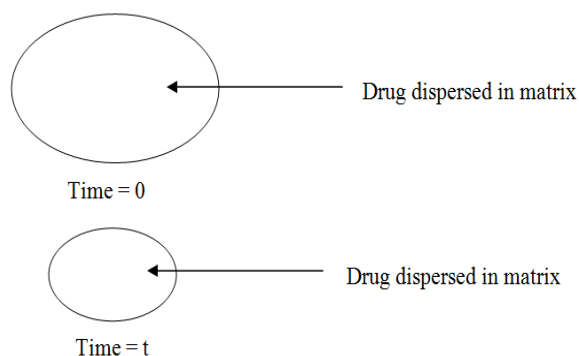 Drug dispersed in matrix
Time = 0
Drug dispersed in matrix
Time = t